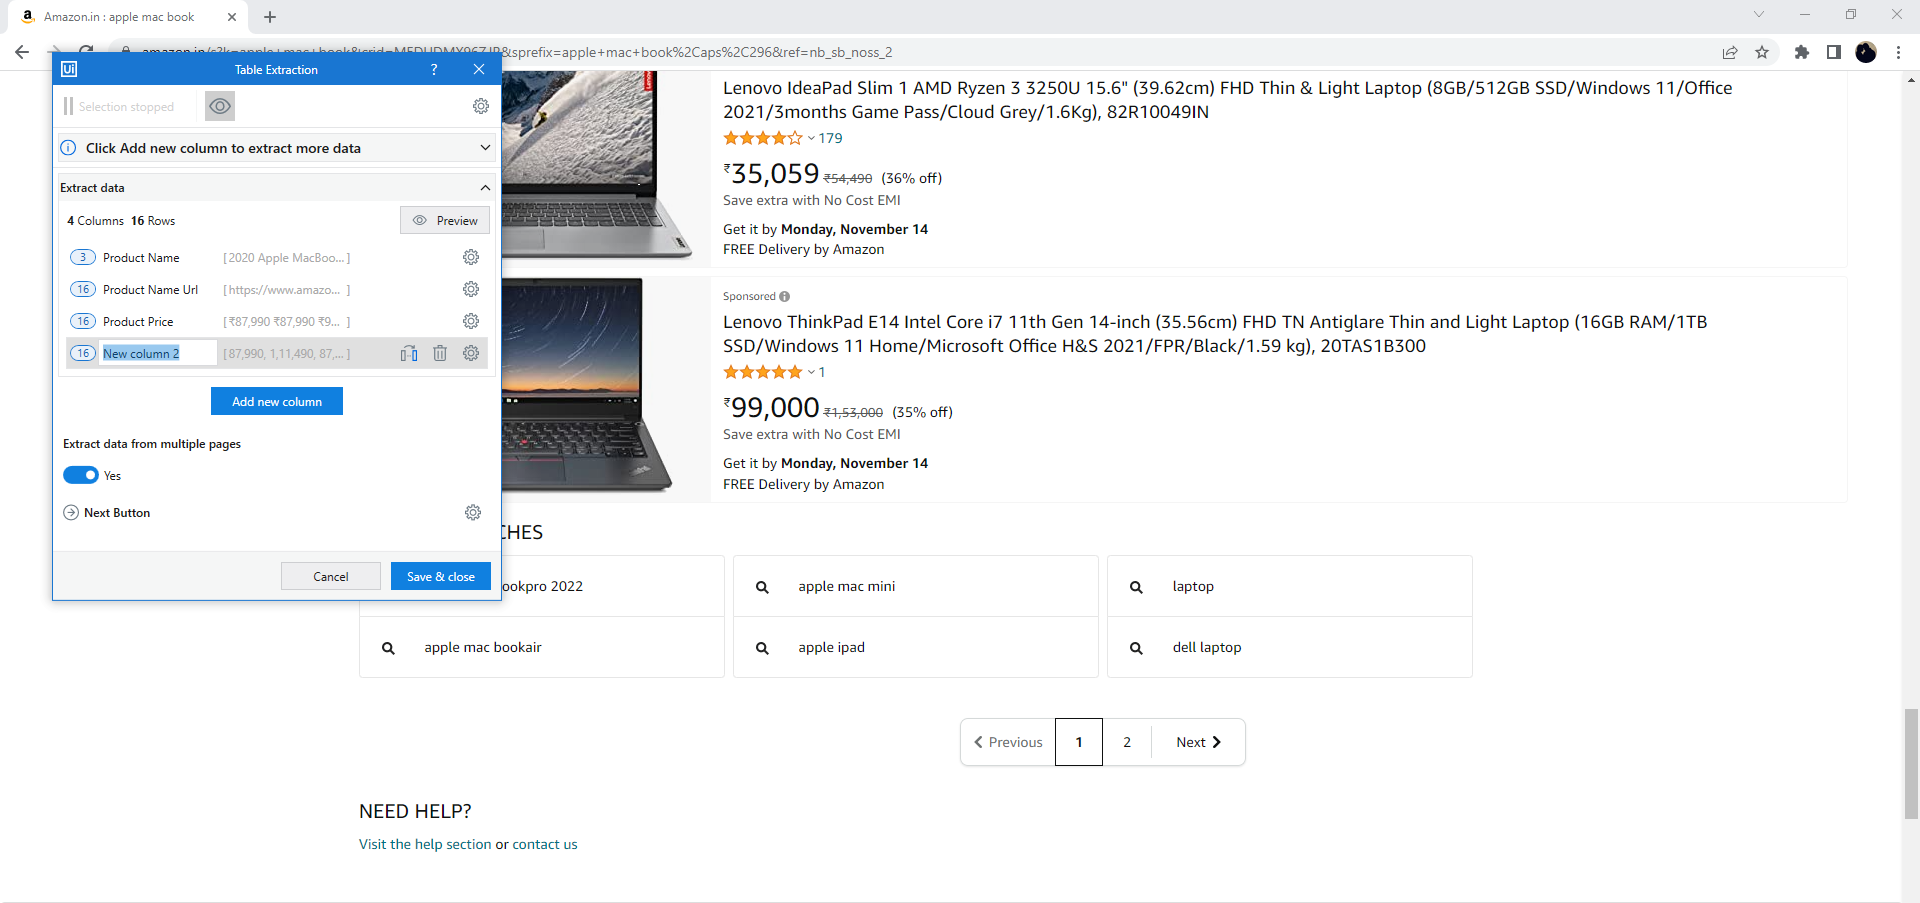 Amazon.in : apple mac book
&sprefix=apple+mac+book%2Caps%2C296&ref=nb_sb_noss_2
Ui Table Extraction ?
Selection stopped
Click Add new column to extract more data
Extract data
4 Columns 16 Rows Preview
3 Product Name [2020 Apple MacBoo... ]
16 Product Name Url [https://www.amazo... ]
16 Product Price [₹87,990 ₹87,990 ₹9... ]
16 New column 2 [87,990, 1,11,490, 87,... ]
Add new column
Extract data from multiple pages
Yes
Next Button
Cancel Save & close
Lenovo
Lenovo IdeaPad Slim 1 AMD Ryzen 3 3250U 15.6" (39.62cm) FHD Thin & Light Laptop (8GB/512GB SSD/Windows 11/Office
2021/3months Game Pass/Cloud Grey/1.6Kg), 82R10049IN
179
₹35,059 ₹54,490 (36% off)
Save extra with No Cost EMI
Get it by Monday, November 14
FREE Delivery by Amazon
Sponsored
Lenovo ThinkPad E14 Intel Core i7 11th Gen 14-inch (35.56cm) FHD TN Antiglare Thin and Light Laptop (16GB RAM/1TB
SSD/Windows 11 Home/Microsoft Office H&S 2021/FPR/Black/1.59 kg), 20TAS1B300
1
₹99,000 ₹1,53,000 (35% off)
Save extra with No Cost EMI
Get it by Monday, November 14
FREE Delivery by Amazon
CHES
ookpro 2022 apple mac mini laptop
apple mac bookair apple ipad dell laptop
Previous 1 2 Next
NEED HELP?
Visit the help section or contact us